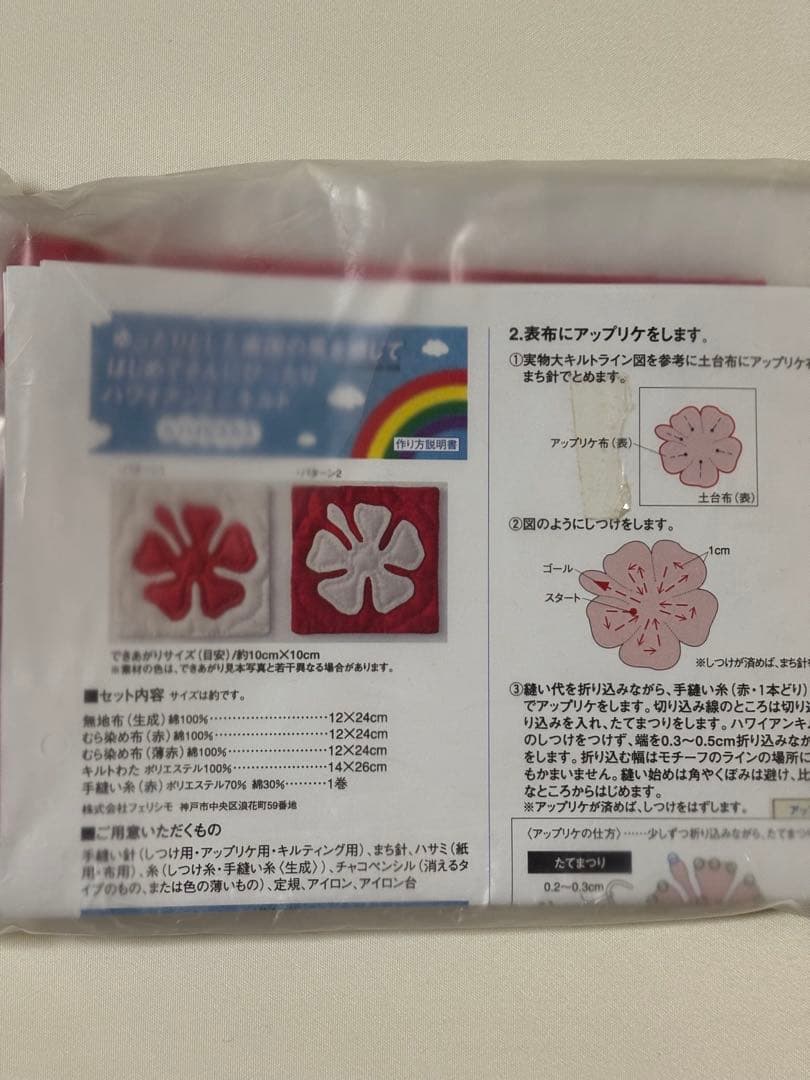 ハワイアンミニキルト
作り方説明書
パターン2
できあがりサイズ(目安)/約10cm×10cm
※素材の色は、できあがり見本写真と若干異なる場合があります。
■セット内容 サイズは約です。
無地布(生成) 綿100%…………………12×24cm
むら染め布(赤) 綿100%…………………12×24cm
むら染め布(薄赤) 綿100%………………12×24cm
キルトわた ポリエステル100%……………14×26cm
手縫い糸(赤) ポリエステル70% 綿30%………1巻
株式会社フェリシモ 神戸市中央区浪花町59番地
■ご用意いただくもの
手縫い針(しつけ用・アップリケ用・キルティング用)、まち針、ハサミ(紙
用・布用)、糸(しつけ糸・手縫い糸〈生成〉)、チャコペンシル(消えるタ
イプのもの、または色の薄いもの)、定規、アイロン、アイロン台
2.表布にアップリケをします。
①実物大キルトライン図を参考に土台布にアップリケ布
まち針でとめます。
アップリケ布(表)
土台布(表)
②図のようにしつけをします。
1cm
ゴール
スタート
※しつけが済めば、まち針を
③縫い代を折り込みながら、手縫い糸(赤・1本どり)
でアップリケをします。切り込み線のところは切り込
り込みを入れ、たてまつりをします。ハワイアンキル
のしつけをつけず、端を0.3〜0.5cm折り込みなが
をします。折り込む幅はモチーフのラインの場所に
もかまいません。縫い始めは角やくぼみは避け、比
なところからはじめます。
※アップリケが済めば、しつけをはずします。
アッ
〈アップリケの仕方〉……少しずつ折り込みながら、たてまつり
たてまつり
0.2〜0.3cm